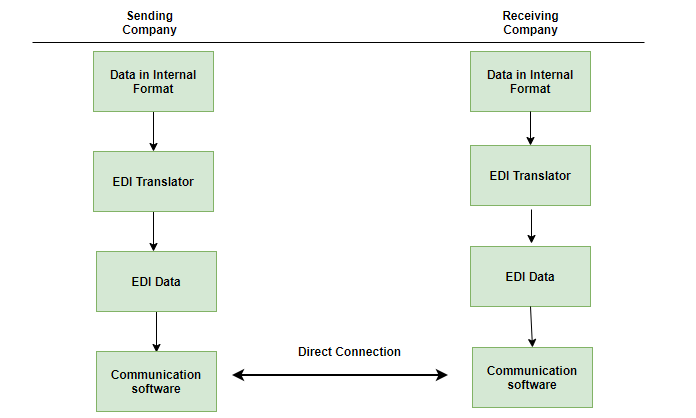 Sending
Company
Receiving
Company
Data in Internal
Format
Data in Internal
Format
EDI Translator
EDI Translator
EDI Data
EDI Data
Direct Connection
Communication
software
Communication
software